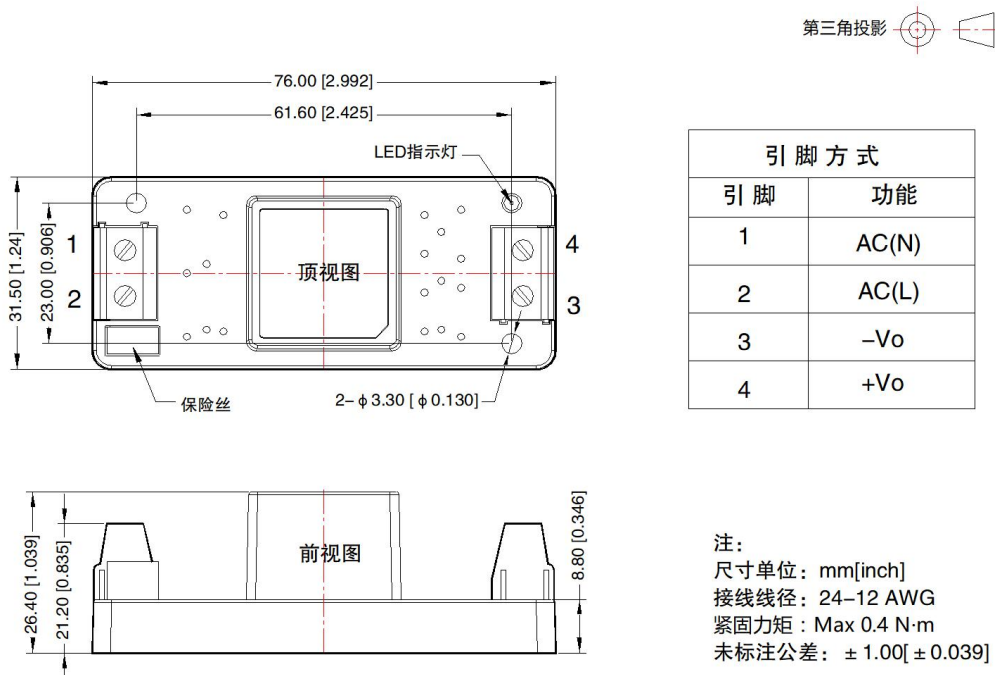 第三角投影
76.00 [2.992]
61.60 [2.425]
LED指示灯
31.50 [1.24]
23.00 [0.906]
1
2
顶视图
4
3
保险丝
2-ϕ3.30 [ϕ0.130]
引脚方式
引脚 功能
1 AC(N)
2 AC(L)
3 -Vo
4 +Vo
26.40 [1.039]
21.20 [0.835]
前视图
8.80 [0.346]
注：
尺寸单位：mm[inch]
接线线径：24-12 AWG
紧固力矩：Max 0.4 N·m
未标注公差：±1.00[±0.039]